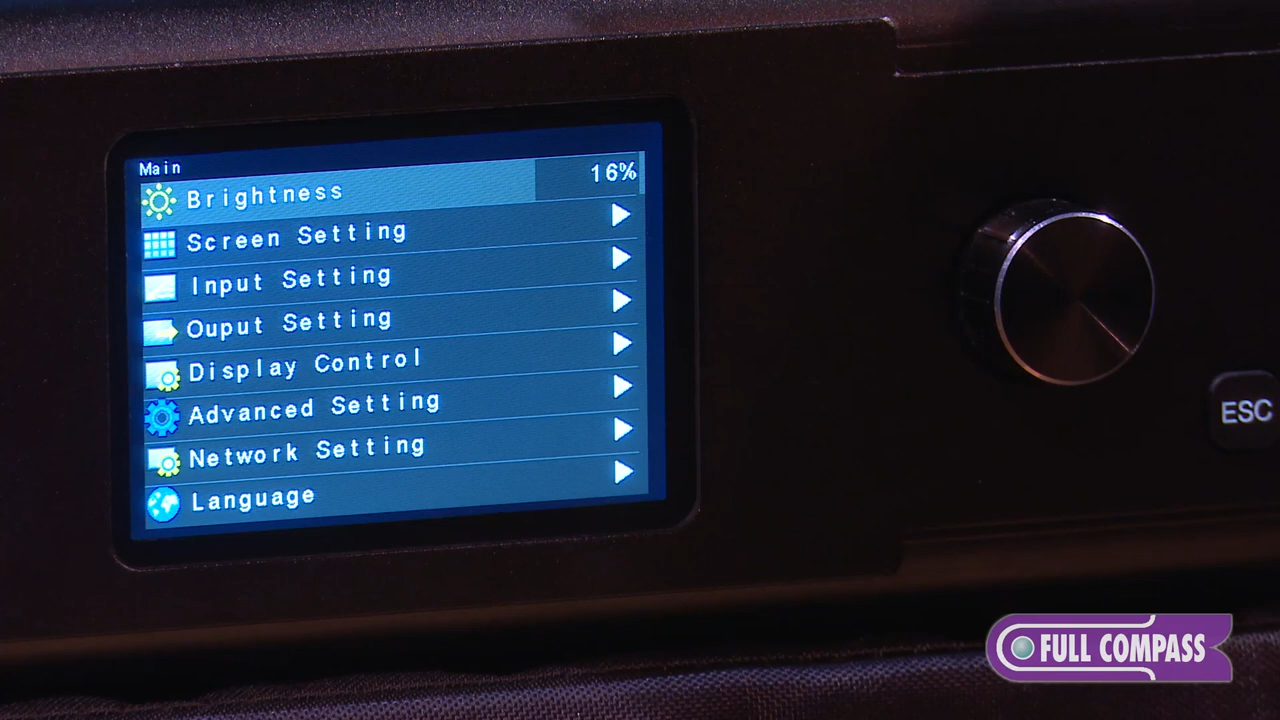 Main
Brightness 16%
Screen Setting
Input Setting
Ouput Setting
Display Control
Advanced Setting
Network Setting
Language
ESC
FULL COMPASS